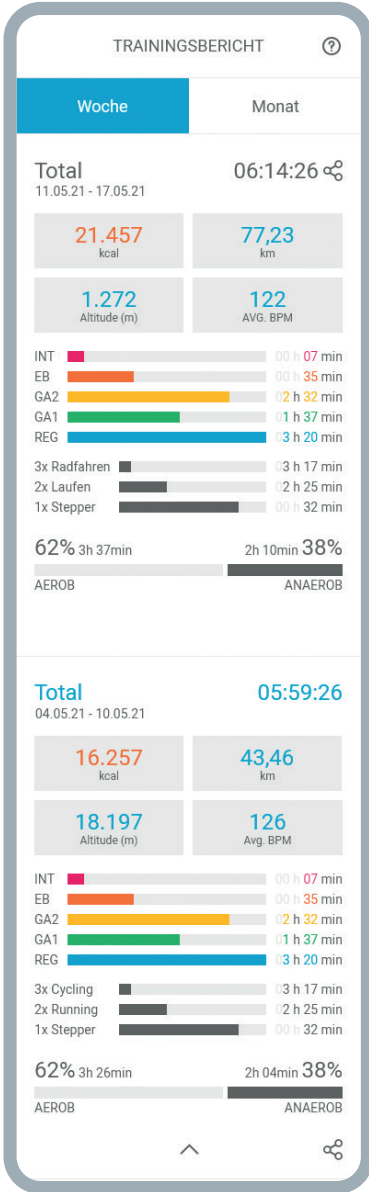 TRAININGSBERICHT
Woche Monat
Total 06:14:26
11.05.21 - 17.05.21
21.457 77,23
kcal km
1.272 122
Altitude (m) AVG. BPM
INT 00 h 07 min
EB 00 h 35 min
GA2 02 h 32 min
GA1 01 h 37 min
REG 03 h 20 min
3x Radfahren 03 h 17 min
2x Laufen 02 h 25 min
1x Stepper 00 h 32 min
62% 3h 37min 2h 10min 38%
AEROB ANAEROB
Total 05:59:26
04.05.21 - 10.05.21
16.257 43,46
kcal km
18.197 126
Altitude (m) Avg. BPM
INT 00 h 07 min
EB 00 h 35 min
GA2 02 h 32 min
GA1 01 h 37 min
REG 03 h 20 min
3x Cycling 03 h 17 min
2x Running 02 h 25 min
1x Stepper 00 h 32 min
62% 3h 26min 2h 04min 38%
AEROB ANAEROB